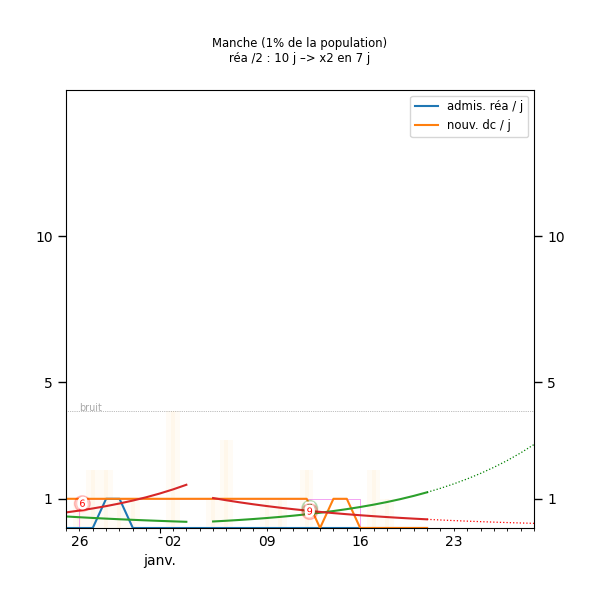 Manche (1% de la population)
réa /2 : 10 j –> x2 en 7 j
admis. réa / j
nouv. dc / j
10 10
5 5
bruit
1 1
6
9
26 02 09 16 23
janv.